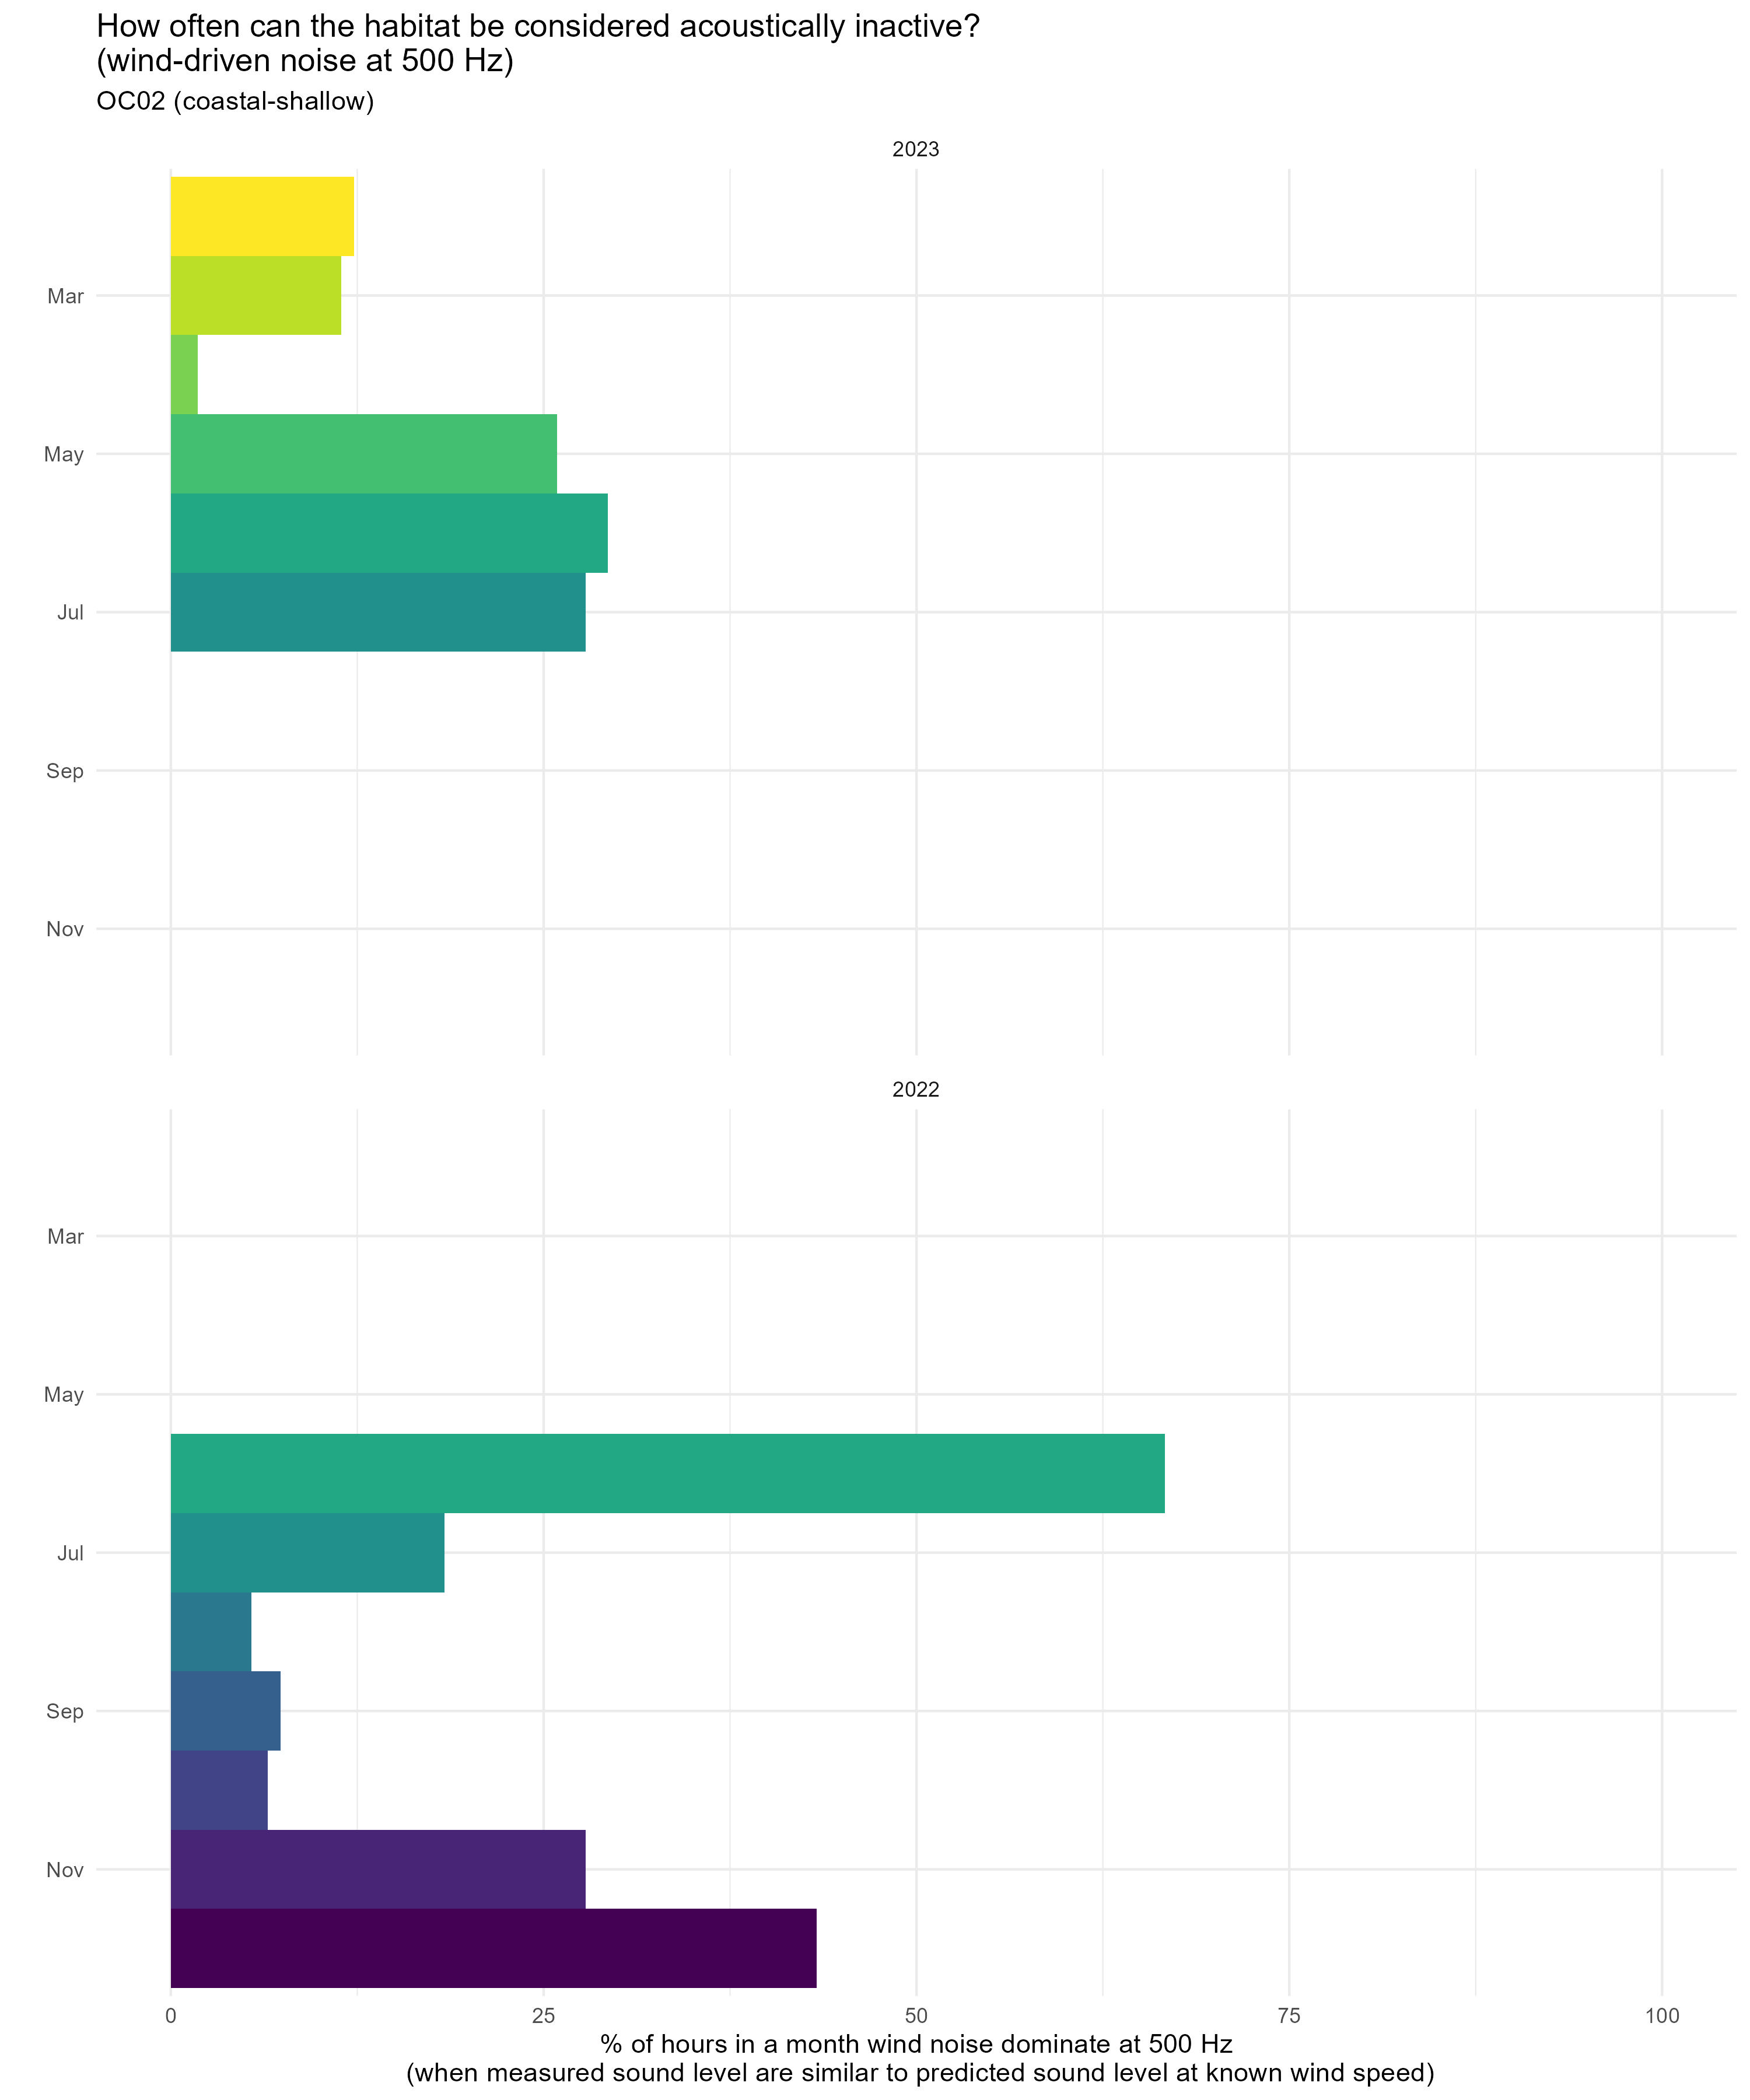 How often can the habitat be considered acoustically inactive?
(wind-driven noise at 500 Hz)
OC02 (coastal-shallow)
2023
Mar
May
Jul
Sep
Nov
2022
Mar
May
Jul
Sep
Nov
0 25 50 75 100
% of hours in a month wind noise dominate at 500 Hz
(when measured sound level are similar to predicted sound level at known wind speed)